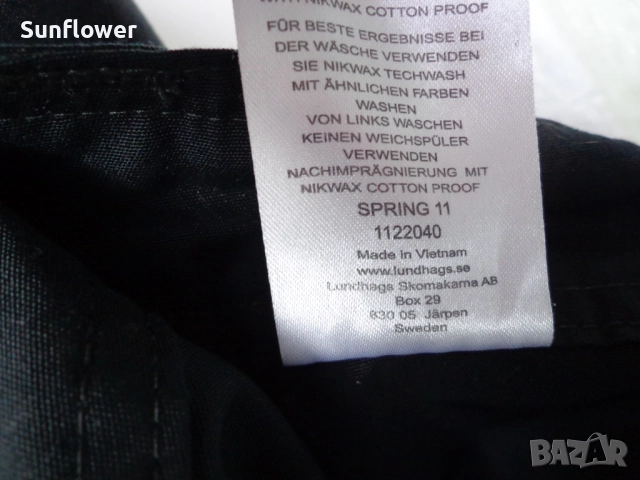 Sunflower
WITH NIKWAX COTTON PROOF
FÜR BESTE ERGEBNISSE BEI
DER WÄSCHE VERWENDEN
SIE NIKWAX TECHWASH
MIT ÄHNLICHEN FARBEN
WASHEN
VON LINKS WASCHEN
KEINEN WEICHSPÜLER
VERWENDEN
NACHIMPRÄGNIERUNG MIT
NIKWAX COTTON PROOF
SPRING 11
1122040
Made in Vietnam
www.lundhags.se
Lundhags Skomakarna AB
Box 29
830 05 Järpen
Sweden
BAZAR